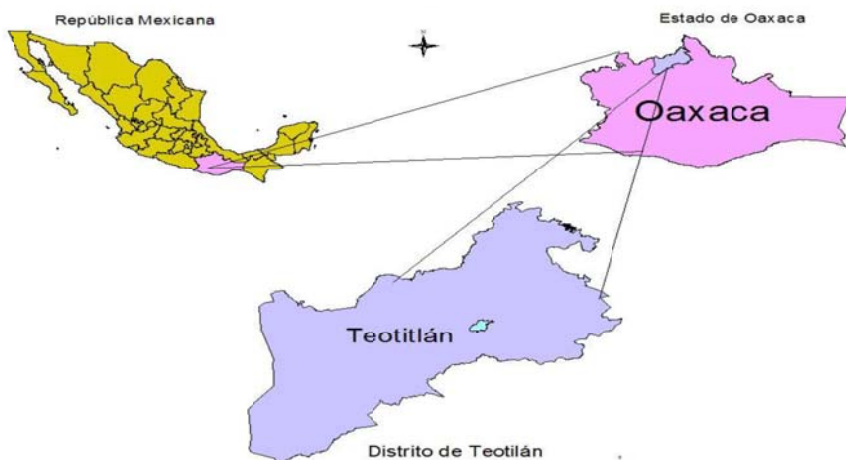 República Mexicana
Estado de Oaxaca
Oaxaca
Teotitlán
Distrito de Teotilán